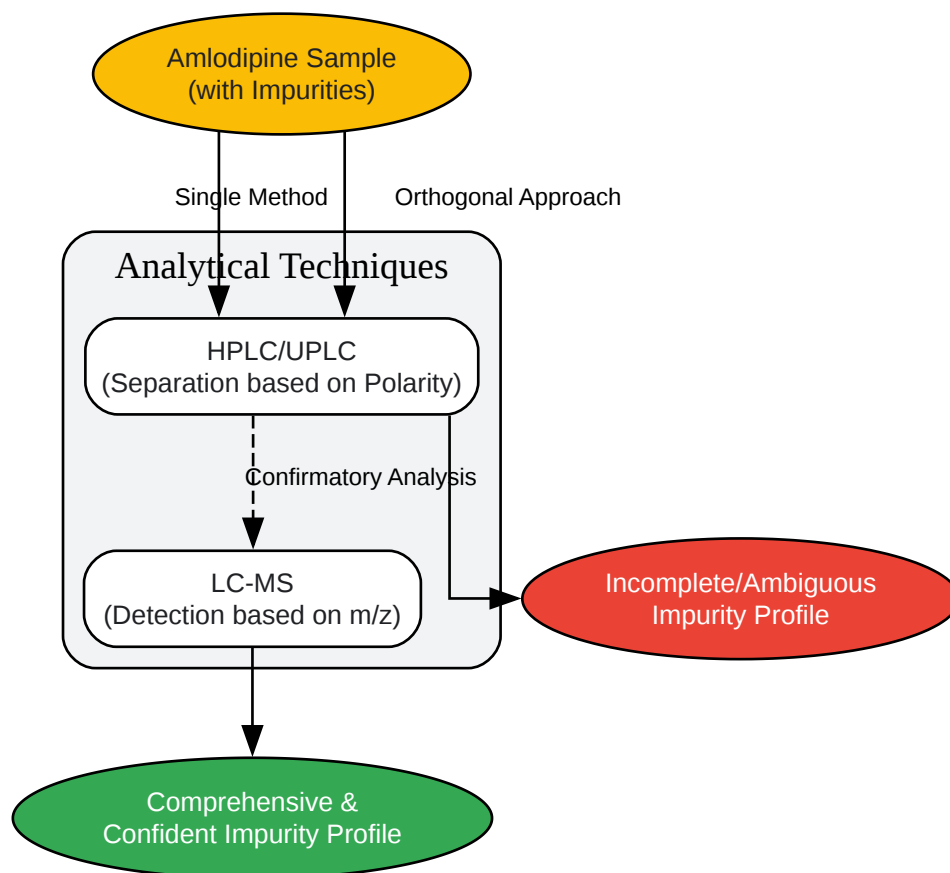 Amlodipine Sample
(with Impurities)
Single Method
Orthogonal Approach
Analytical Techniques
HPLC/UPLC
(Separation based on Polarity)
Confirmatory Analysis
LC-MS
(Detection based on m/z)
Incomplete/Ambiguous
Impurity Profile
Comprehensive &
Confident Impurity Profile